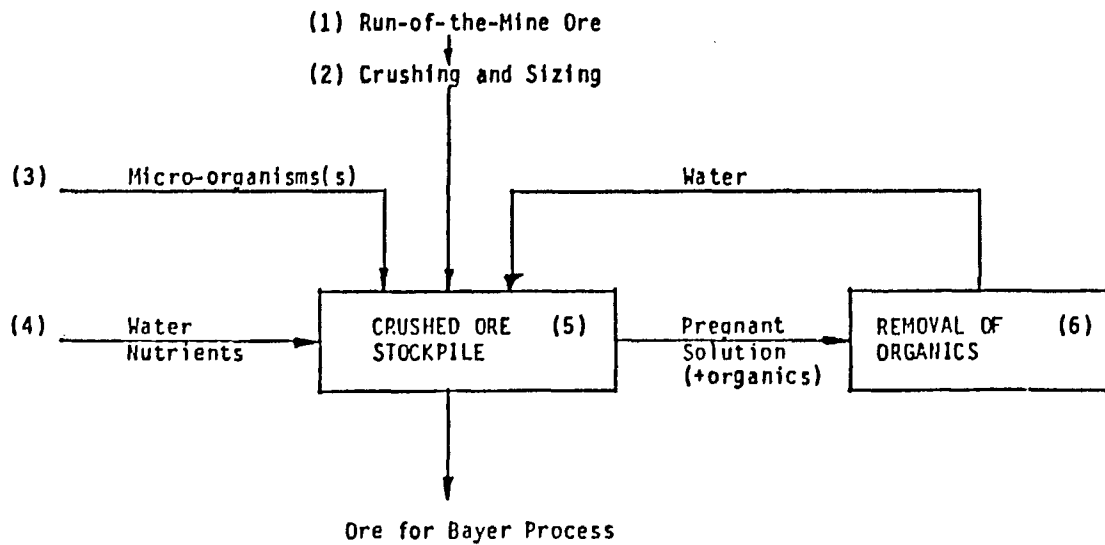 (1) Run-of-the-Mine Ore
(2) Crushing and Sizing
(3) Micro-organisms(s)
Water
(4) Water
Nutrients
CRUSHED ORE (5)
STOCKPILE
Pregnant
Solution
(+organics)
REMOVAL OF (6)
ORGANICS
Ore for Bayer Process